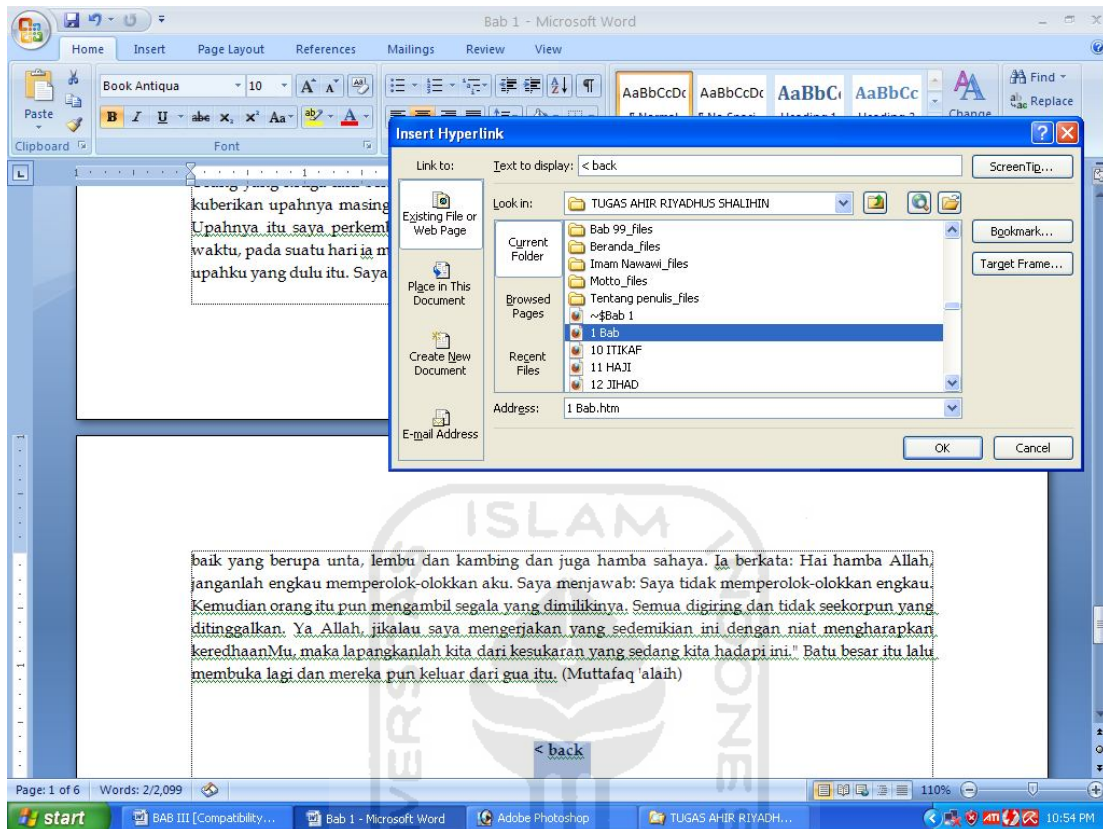 Bab 1 - Microsoft Word
Home Insert Page Layout References Mailings Review View
Paste
Book Antiqua 10
AaBbCcDc AaBbCcDc AaBbC AaBbCc
Find
Replace
Change
Clipboard Font
Insert Hyperlink
Link to: Text to display: < back ScreenTip...
Existing File or Web Page
Look in: TUGAS AHIR RIYADHUS SHALIHIN
Bookmark...
Target Frame...
Current Folder
Browsed Pages
Recent Files
Bab 99_files
Beranda_files
Imam Nawawi_files
Motto_files
Tentang penulis_files
~$Bab 1
1 Bab
10 ITIKAF
11 HAJI
12 JIHAD
Place in This Document
Create New Document
E-mail Address
Address: 1 Bab.htm
OK Cancel
kuberikan upahnya masing
Upahnya itu saya
waktu, pada suatu hari ia
upahku yang dulu itu. Saya
ISLAM
baik yang berupa unta, lembu dan kambing dan juga hamba sahaya. Ia berkata: Hai hamba Allah,
janganlah engkau memperolok-olokkan aku. Saya menjawab: Saya tidak memperolok-olokkan engkau.
Kemudian orang itu pun mengambil segala yang dimilikinya. Semua digiring dan tidak seekorpun yang
ditinggalkan. Ya Allah, jikalau saya mengerjakan yang sedemikian ini dengan niat mengharapkan
keredhaanMu, maka lapangkanlah kita dari kesukaran yang sedang kita hadapi ini." Batu besar itu lalu
membuka lagi dan mereka pun keluar dari gua itu. (Muttafaq 'alaih)
< back
Page: 1 of 6 Words: 2/2,099 110%
start BAB III [Compatibility... Bab 1 - Microsoft Word Adobe Photoshop TUGAS AHIR RIYADH... 10:54 PM